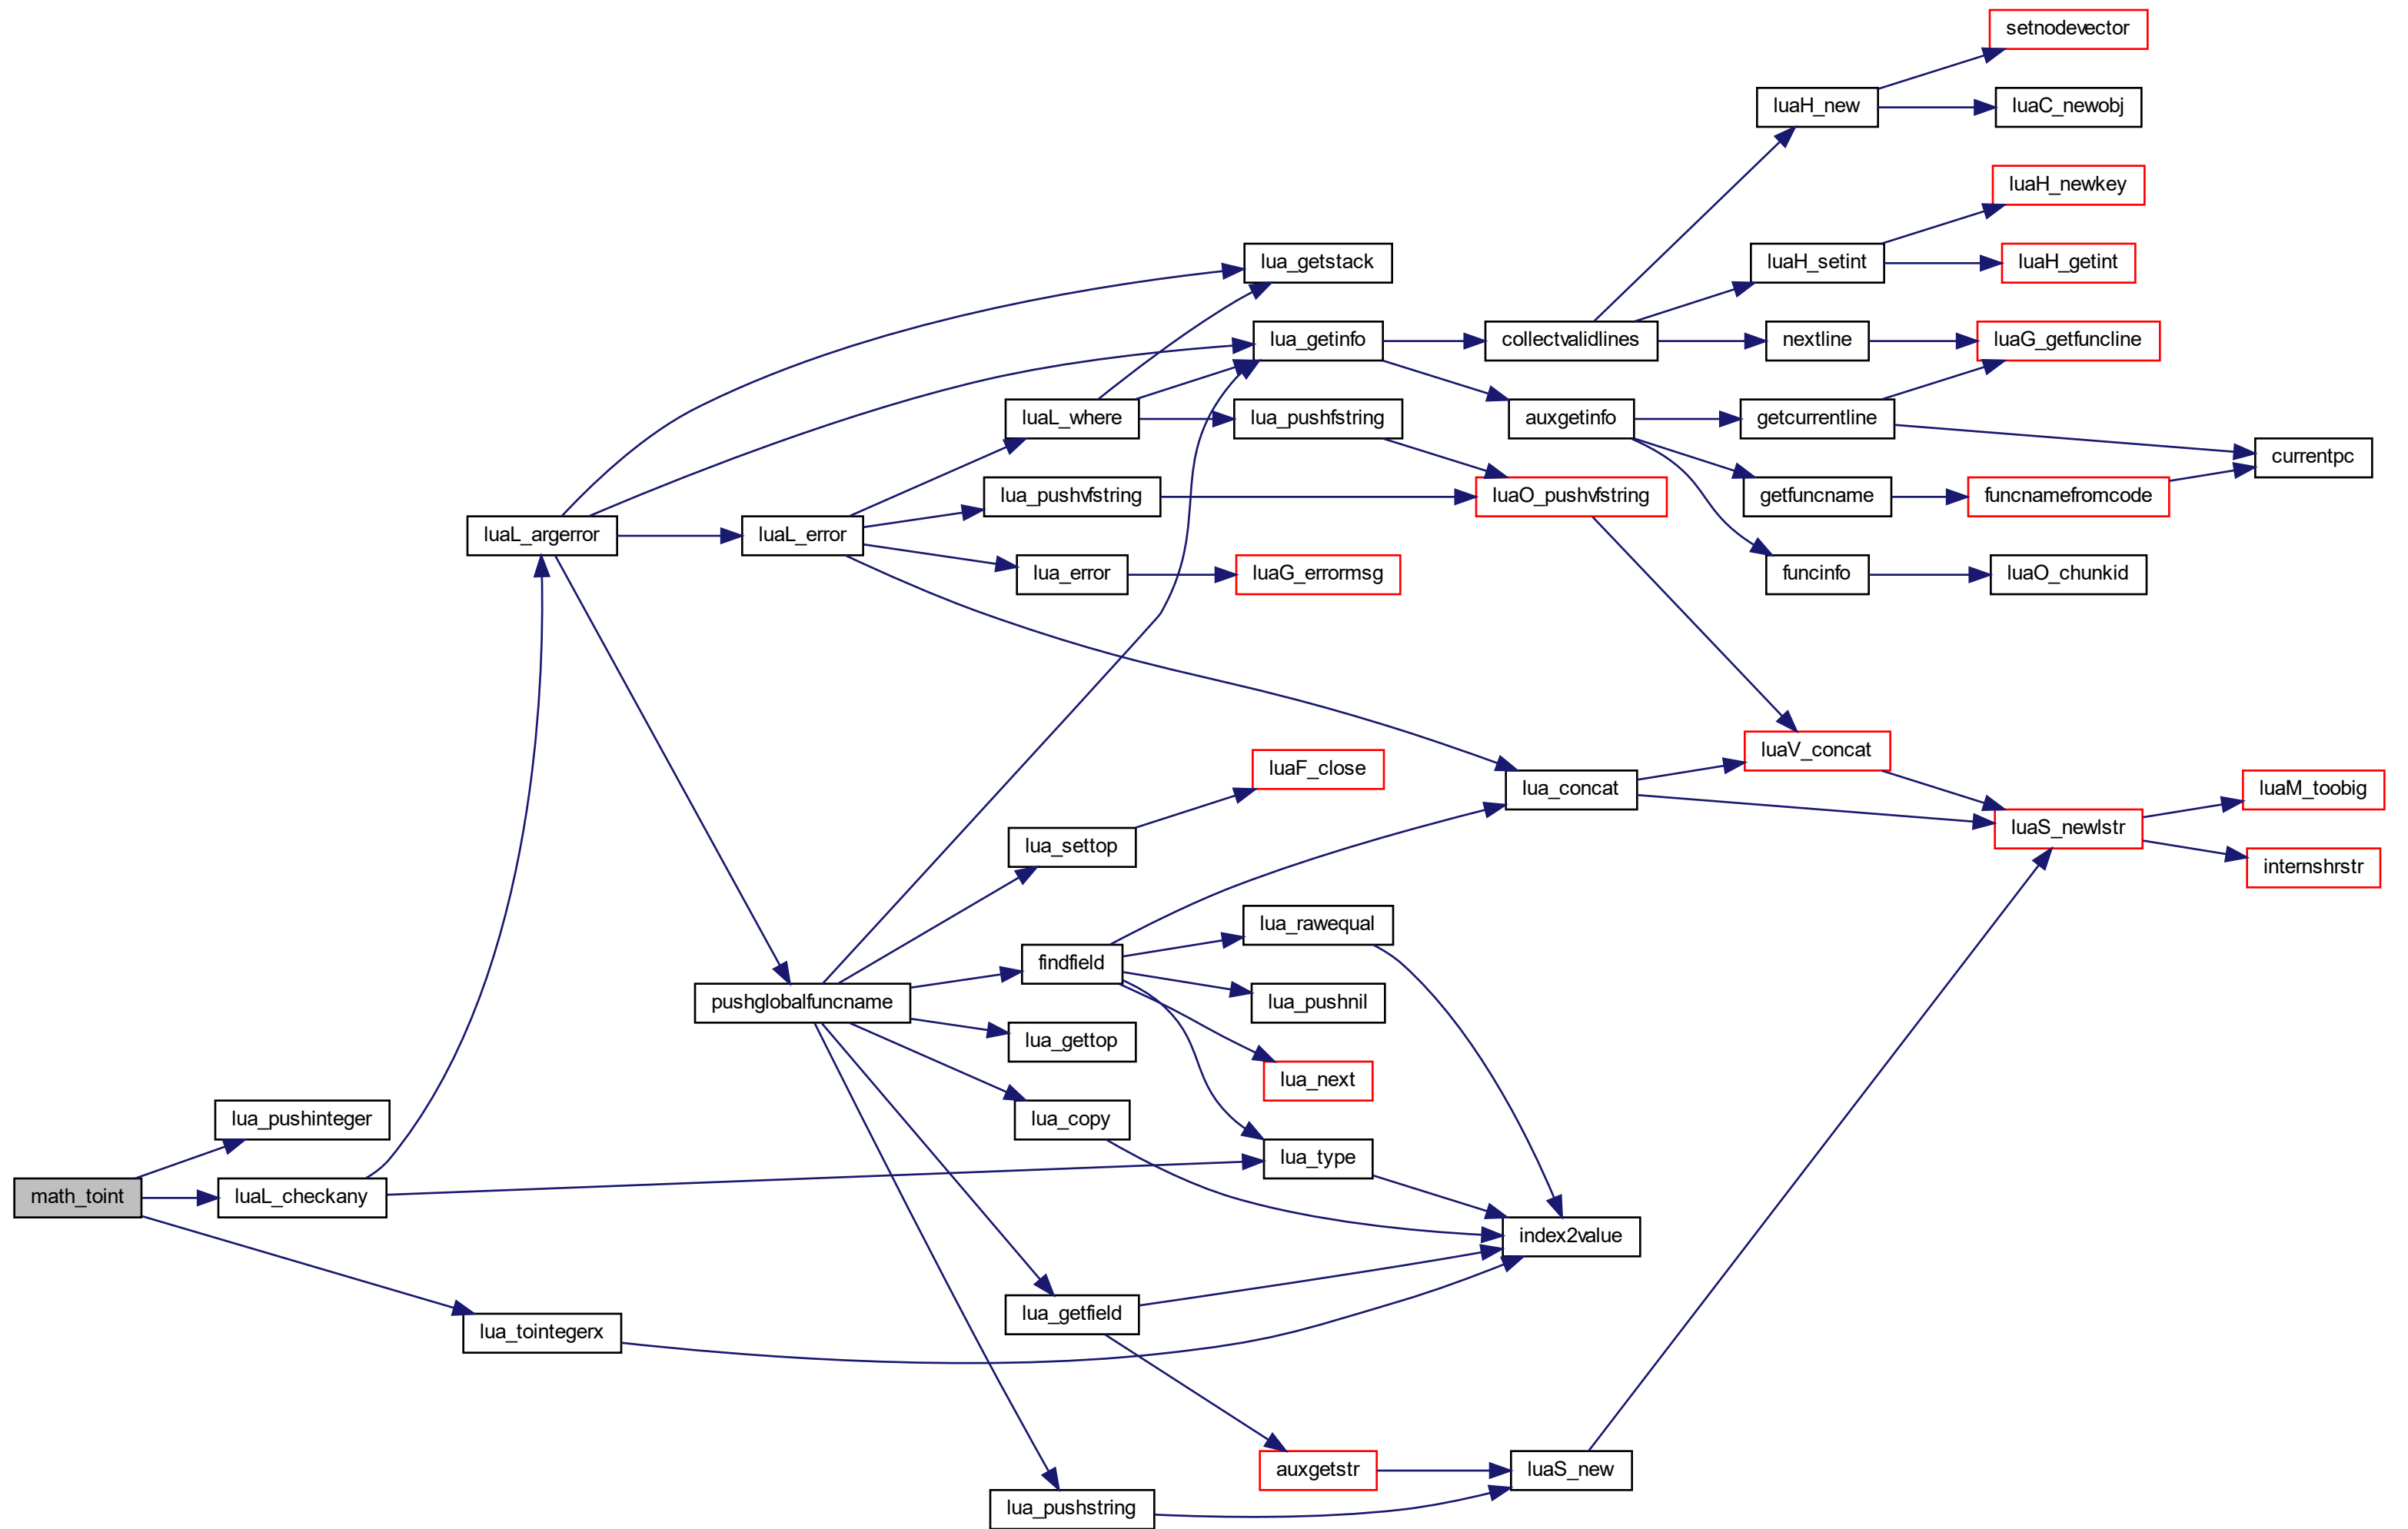 setnodevector
luaH_new
luaC_newobj
luaH_newkey
lua_getstack
luaH_setint
luaH_getint
lua_getinfo
collectvalidlines
nextline
luaG_getfuncline
luaL_where
lua_pushfstring
auxgetinfo
getcurrentline
currentpc
lua_pushvfstring
luaO_pushvfstring
getfuncname
funcnamefromcode
luaL_argerror
luaL_error
lua_error
luaG_errormsg
funcinfo
luaO_chunkid
luaV_concat
luaF_close
lua_concat
luaM_toobig
luaS_newlstr
lua_settop
internshrstr
lua_rawequal
findfield
pushglobalfuncname
lua_pushnil
lua_gettop
lua_next
lua_pushinteger
lua_copy
lua_type
math_toint
luaL_checkany
index2value
lua_getfield
lua_tointegerx
auxgetstr
luaS_new
lua_pushstring